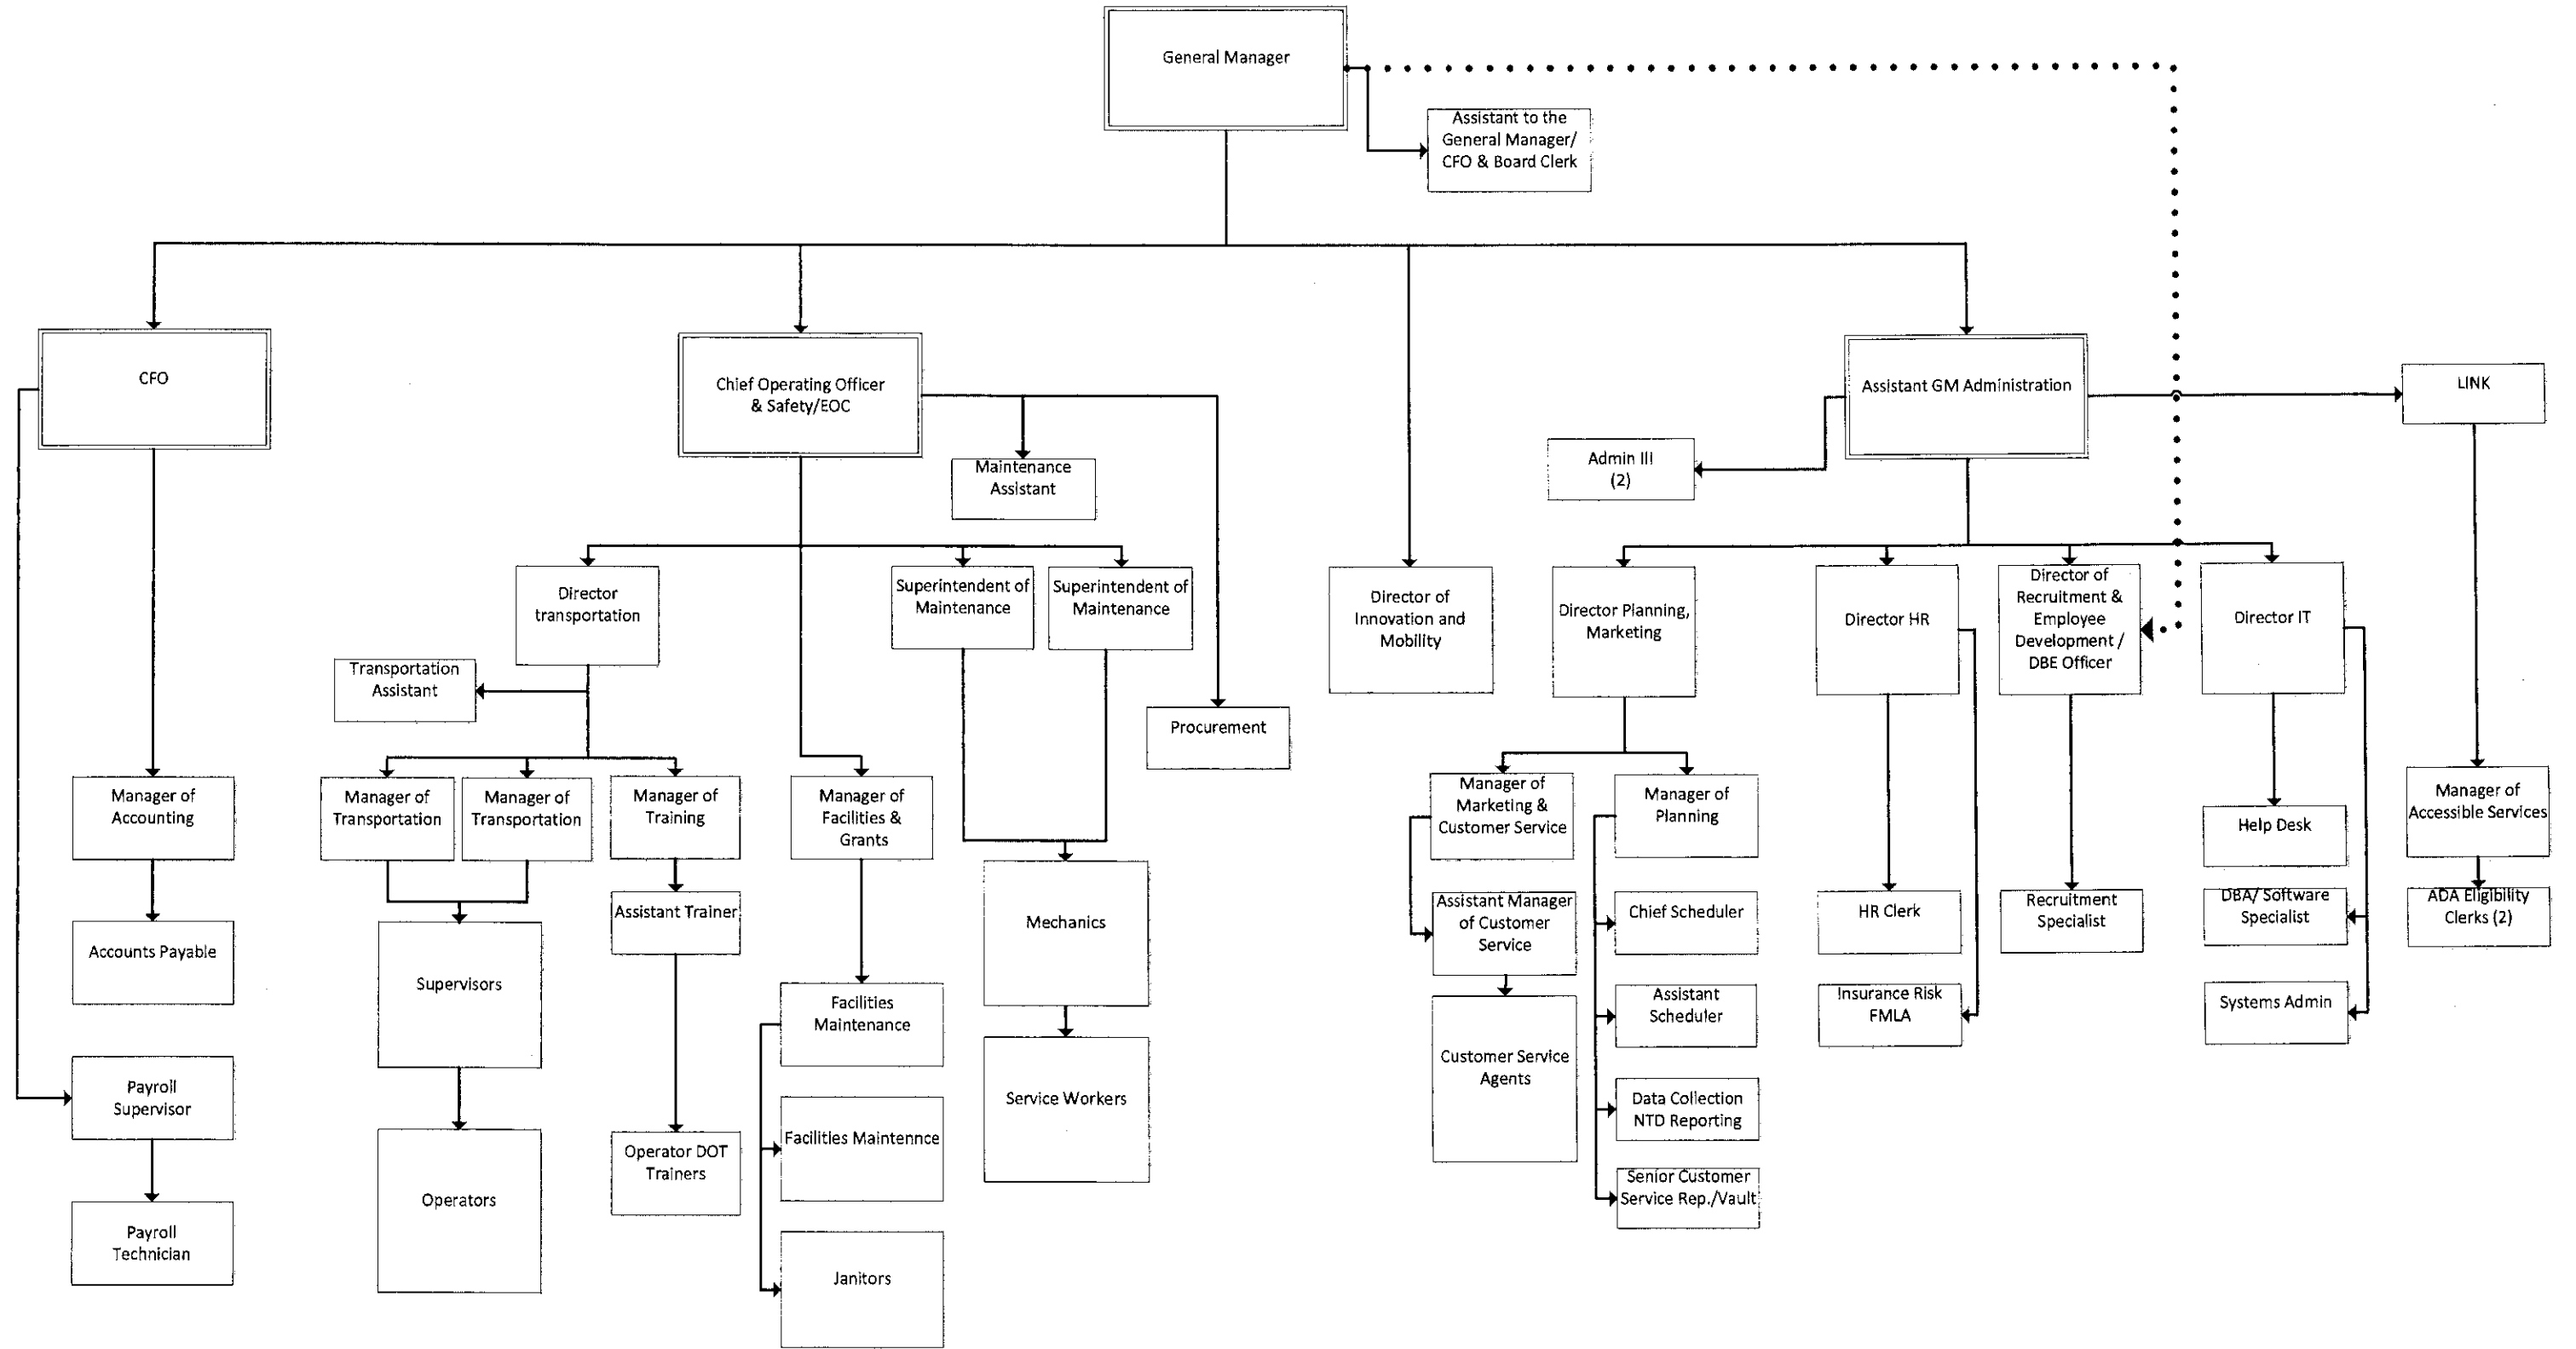 General Manager
Assistant to the
General Manager/
CFO & Board Clerk
CFO
Chief Operating Officer
& Safety/EOC
Assistant GM Administration
LINK
Maintenance
Assistant
Admin III
(2)
Director
transportation
Superintendent of
Maintenance
Superintendent of
Maintenance
Director of
Innovation and
Mobility
Director Planning,
Marketing
Director HR
Director of
Recruitment &
Employee
Development /
DBE Officer
Director IT
Transportation
Assistant
Procurement
Manager of
Accounting
Manager of
Transportation
Manager of
Transportation
Manager of
Training
Manager of
Facilities &
Grants
Manager of
Marketing &
Customer Service
Manager of
Planning
Help Desk
Manager of
Accessible Services
Accounts Payable
Supervisors
Assistant Trainer
Mechanics
Assistant Manager
of Customer
Service
Chief Scheduler
HR Clerk
Recruitment
Specialist
DBA/ Software
Specialist
ADA Eligibility
Clerks (2)
Facilities
Maintenance
Assistant
Scheduler
Insurance Risk
FMLA
Systems Admin
Payroll
Supervisor
Service Workers
Customer Service
Agents
Data Collection
NTD Reporting
Facilities Maintennce
Operator DOT
Trainers
Operators
Senior Customer
Service Rep./Vault
Payroll
Technician
Janitors